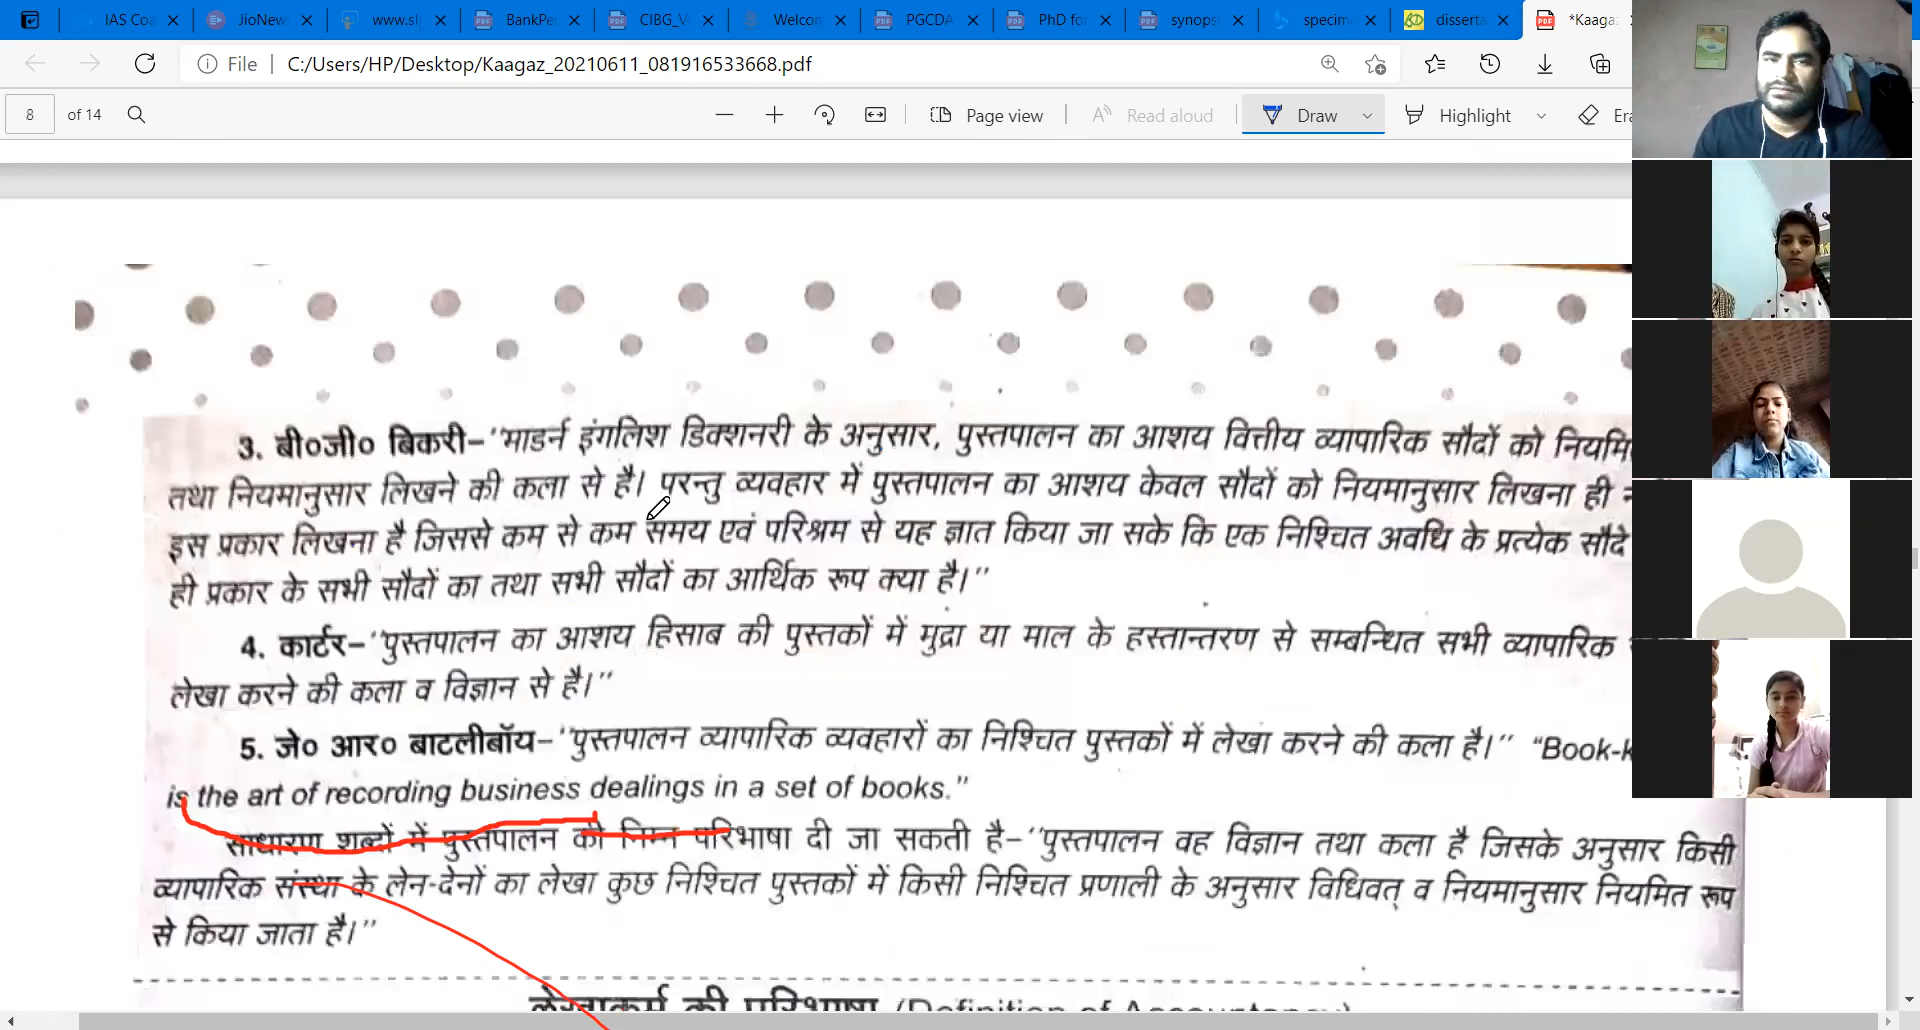 IAS Coa
JioNew
www.sl
BankPe
CIBG_V
Welcon
PGCDA
PhD fo
synops
specim
disserta
*Kaaga
File
C:/Users/HP/Desktop/Kaagaz_20210611_081916533668.pdf
8 of 14
Page view
Read aloud
Draw
Highlight
Era
3. बी०जी० बिकरी–"माडर्न इंगलिश डिक्शनरी के अनुसार, पुस्तपालन का आशय वित्तीय व्यापारिक सौदों को नियमि
तथा नियमानुसार लिखने की कला से है। परन्तु व्यवहार में पुस्तपालन का आशय केवल सौदों को नियमानुसार लिखना ही
इस प्रकार लिखना है जिससे कम से कम समय एवं परिश्रम से यह ज्ञात किया जा सके कि एक निश्चित अवधि के प्रत्येक सौदे
ही प्रकार के सभी सौदों का तथा सभी सौदों का आर्थिक रूप क्या है।"
4. कार्टर–"पुस्तपालन का आशय हिसाब की पुस्तकों में मुद्रा या माल के हस्तान्तरण से सम्बन्धित सभी व्यापारिक
लेखा करने की कला व विज्ञान से है।"
5. जे० आर० बाटलीबॉय–"पुस्तपालन व्यापारिक व्यवहारों का निश्चित पुस्तकों में लेखा करने की कला है।" "Book-k
is the art of recording business dealings in a set of books."
साधारण शब्दों में पुस्तपालन की निम्न परिभाषा दी जा सकती है–"पुस्तपालन वह विज्ञान तथा कला है जिसके अनुसार किसी
व्यापारिक संस्था के लेन-देनों का लेखा कुछ निश्चित पुस्तकों में किसी निश्चित प्रणाली के अनुसार विधिवत् व नियमानुसार नियमित रूप
से किया जाता है।"
लेखाकर्म की परिभाषा (Definition of Accountancy)